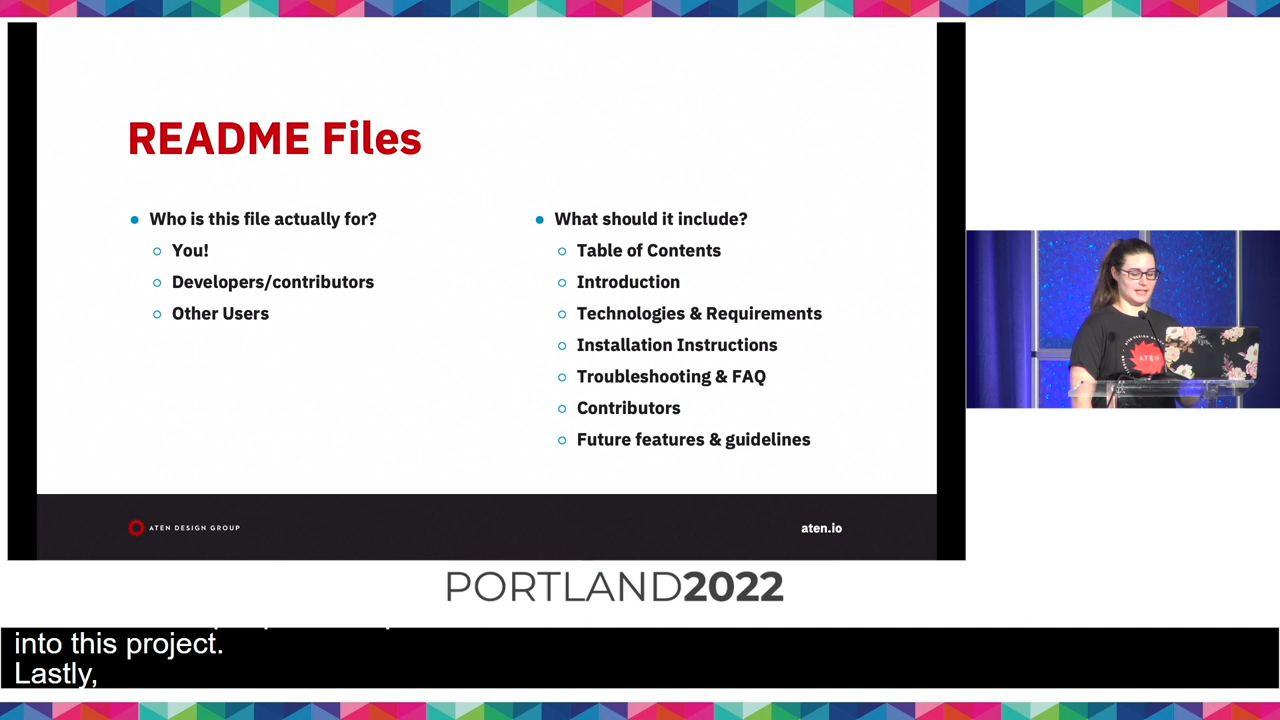 README Files
Who is this file actually for?
You!
Developers/contributors
Other Users
What should it include?
Table of Contents
Introduction
Technologies & Requirements
Installation Instructions
Troubleshooting & FAQ
Contributors
Future features & guidelines
ATEN DESIGN GROUP
aten.io
ATEN
PORTLAND2022
into this project.
Lastly,